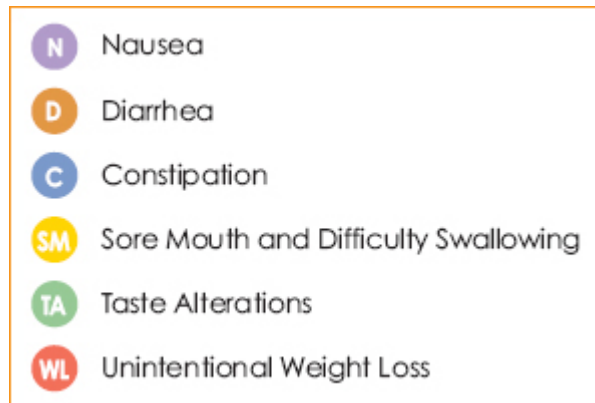 N Nausea
D Diarrhea
C Constipation
SM Sore Mouth and Difficulty Swallowing
TA Taste Alterations
WL Unintentional Weight Loss